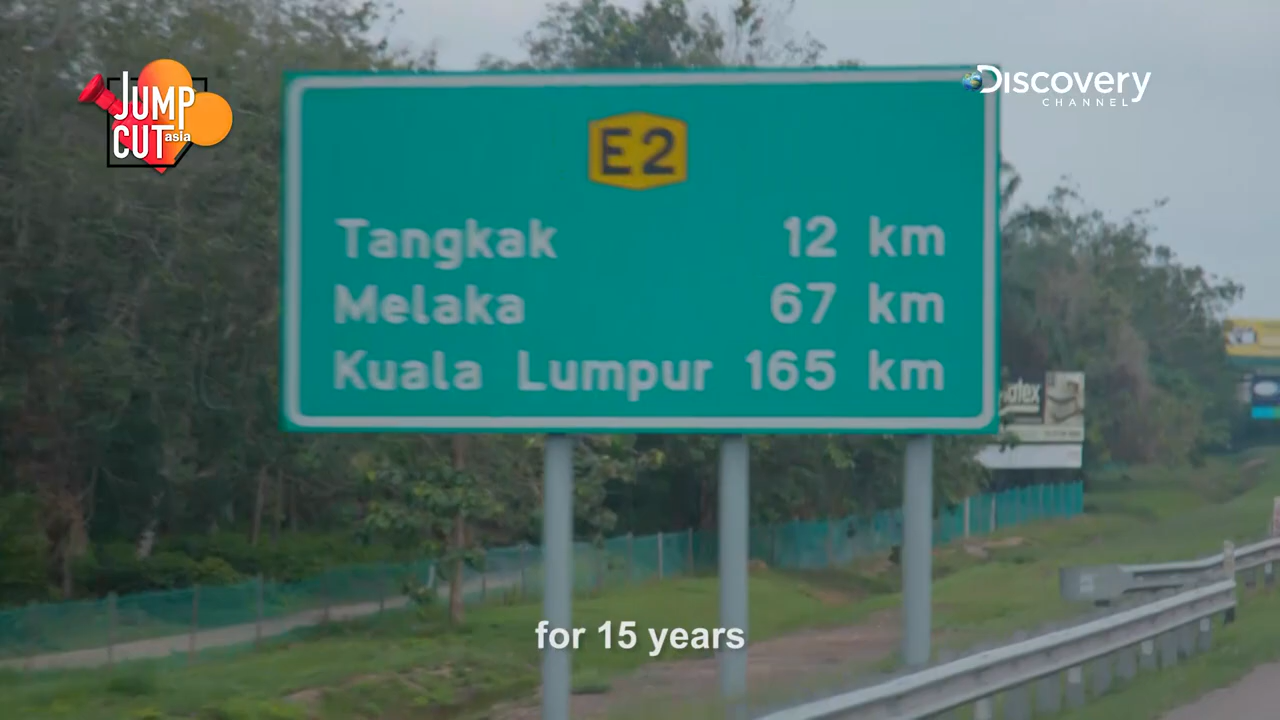 JUMP
CUT
asia
Discovery
CHANNEL
E2
Tangkak 12 km
Melaka 67 km
Kuala Lumpur 165 km
for 15 years